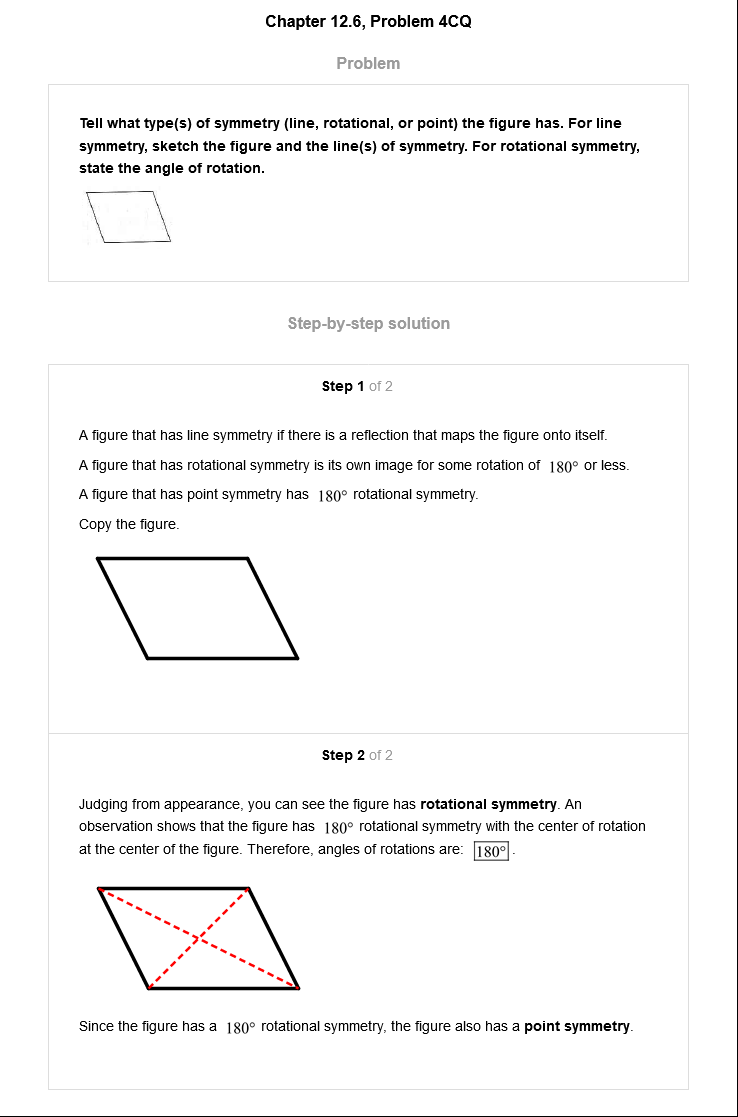 Chapter 12.6, Problem 4CQ
Problem
Tell what type(s) of symmetry (line, rotational, or point) the figure has. For line
symmetry, sketch the figure and the line(s) of symmetry. For rotational symmetry,
state the angle of rotation.
Step-by-step solution
Step 1 of 2
A figure that has line symmetry if there is a reflection that maps the figure onto itself.
A figure that has rotational symmetry is its own image for some rotation of 180° or less.
A figure that has point symmetry has 180° rotational symmetry.
Copy the figure.
Step 2 of 2
Judging from appearance, you can see the figure has rotational symmetry. An
observation shows that the figure has 180° rotational symmetry with the center of rotation
at the center of the figure. Therefore, angles of rotations are: 180°.
Since the figure has a 180° rotational symmetry, the figure also has a point symmetry.